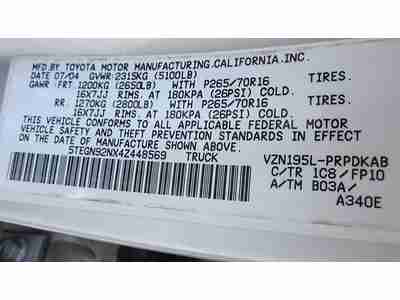 MFD.BY TOYOTA MOTOR MANUFACTURING.CALIFORNIA.INC.
DATE 07/04 GVWR 2315KG (5100LB)
GAWR FRT 1200KG (2650LB) WITH P265/70R16 TIRES.
16X7JJ RIMS. AT 180KPA (26PSI) COLD.
RR 1270KG (2800LB) WITH P265/70R16 TIRES.
16X7JJ RIMS. AT 180KPA (26PSI) COLD.
THIS VEHICLE CONFORMS TO ALL APPLICABLE FEDERAL MOTOR
VEHICLE SAFETY AND THEFT PREVENTION STANDARDS IN EFFECT
ON THE DATE OF MANUFACTURE SHOWN ABOVE.
5TEGN92NX4Z448569 TRUCK VZN195L-PRPDKAB
C/TR 1C8/FP10
A/TM B03A/
A340E